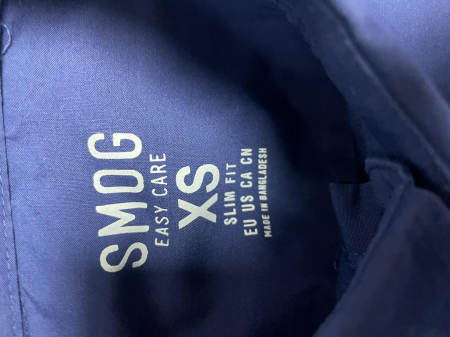 SMOG
EASY CARE
XS
SLIM FIT
EU US CA CN
MADE IN BANGLADESH